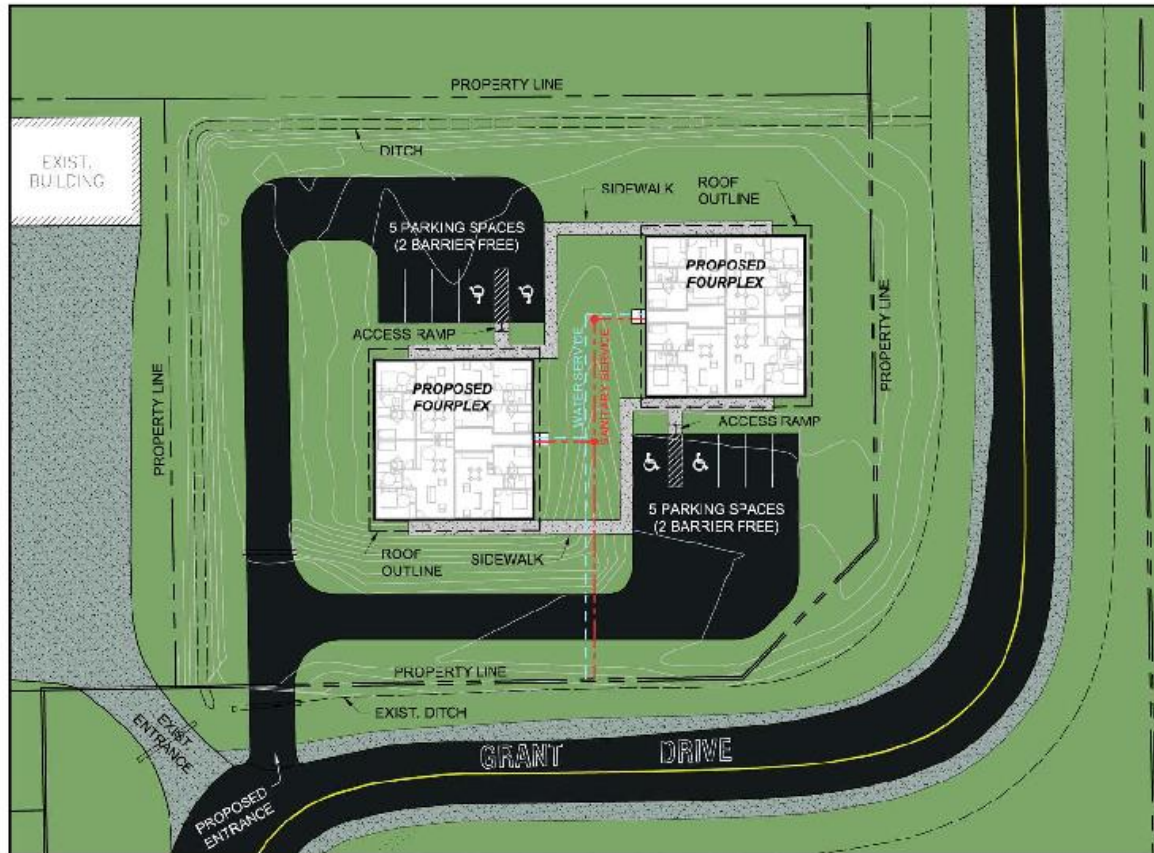 PROPERTY LINE
DITCH
EXIST.
BUILDING
SIDEWALK
ROOF
OUTLINE
5 PARKING SPACES
(2 BARRIER FREE)
PROPOSED
FOURPLEX
ACCESS RAMP
WATER SERVICE
SANITARY SERVICE
PROPERTY LINE
PROPERTY LINE
PROPOSED
FOURPLEX
ACCESS RAMP
5 PARKING SPACES
(2 BARRIER FREE)
ROOF
OUTLINE
SIDEWALK
PROPERTY LINE
EXIST. DITCH
EXIST.
ENTRANCE
GRANT DRIVE
PROPOSED
ENTRANCE